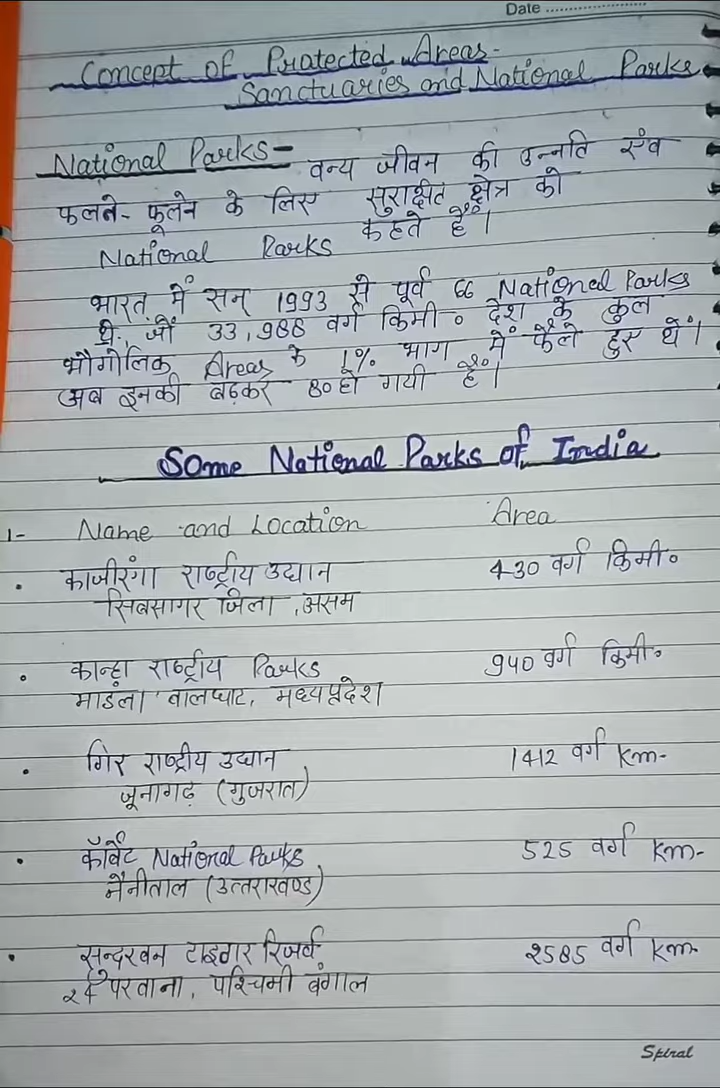 Date
Concept of Protected Areas-
Sanctuaries and National Parks
National Parks- वन्य जीवन की उन्नति एंव
फलने-फूलने के लिए सुराक्षीत क्षेत्र को
National Parks कहते हैं।
भारत में सन् 1993 से पूर्व 66 National Parks
थे, जों 33,988 वर्ग किमी० देश के कुल
भौगोलिक Areas के 1% भाग में फैले हुए थें।
अब इनकी बढ़कर 80 हो गयी हैं।
Some National Parks of India
1- Name and Location Area
• काजीरंगा राष्ट्रीय उद्यान 430 वर्ग किमी०
सिबसागर जिला, असम
• कान्हा राष्ट्रीय Parks 940 वर्ग किमी०
माडंला बालघाट, मध्यप्रदेश
• गिर राष्ट्रीय उद्यान 1412 वर्ग Km-
जूनागढ़ (गुजरात)
• कॉर्बेट National Parks 525 वर्ग Km-
नैनीताल (उत्तराखण्ड)
• सुन्दरवन टाइगर रिजर्व 2585 वर्ग Km-
24 परवाना, पश्चिमी बंगाल
Spiral